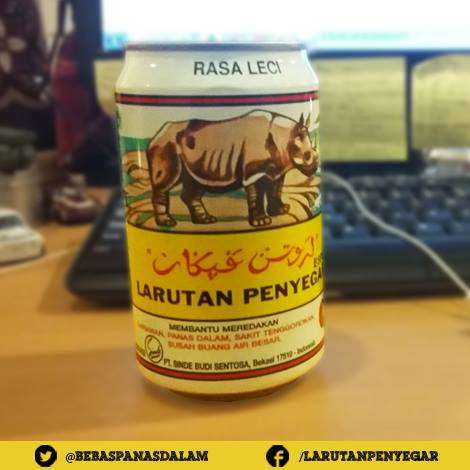 RASA LECI
LARUTAN PENYEGAR
MEMBANTU MEREDAKAN
PANAS DALAM, SAKIT TENGGOROKAN,
SUSAH BUANG AIR BESAR.
PT. SINDE BUDI SENTOSA, Bekasi 17510 - Indonesia
@BEBASPANASDALAM
/LARUTANPENYEGAR